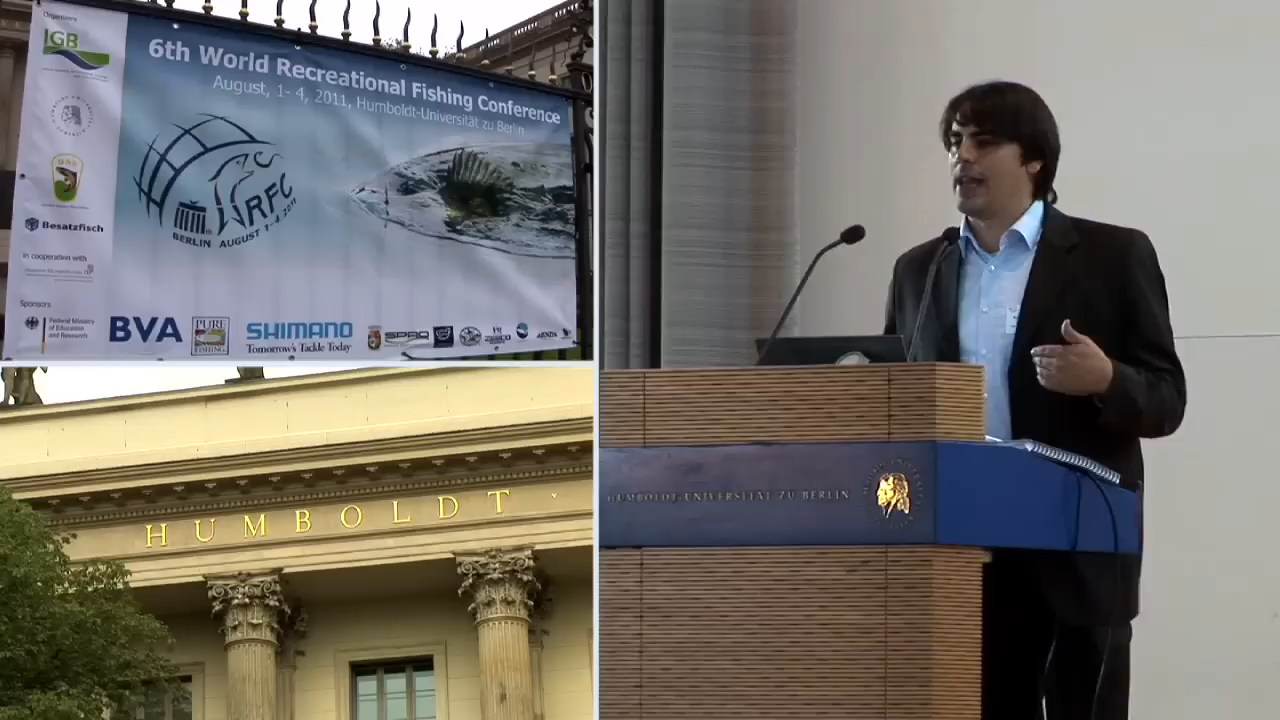 Organizers
IGB
6th World Recreational Fishing Conference
August, 1- 4, 2011, Humboldt-Universität zu Berlin
WRFC
BERLIN AUGUST 1-4 2011
Besatzfisch
in cooperation with
Sponsors
Federal Ministry
of Education
and Research
BVA
PURE
FISHING
SHIMANO
Tomorrow's Tackle Today
SPRO
HUMBOLDT
HUMBOLDT-UNIVERSITÄT ZU BERLIN